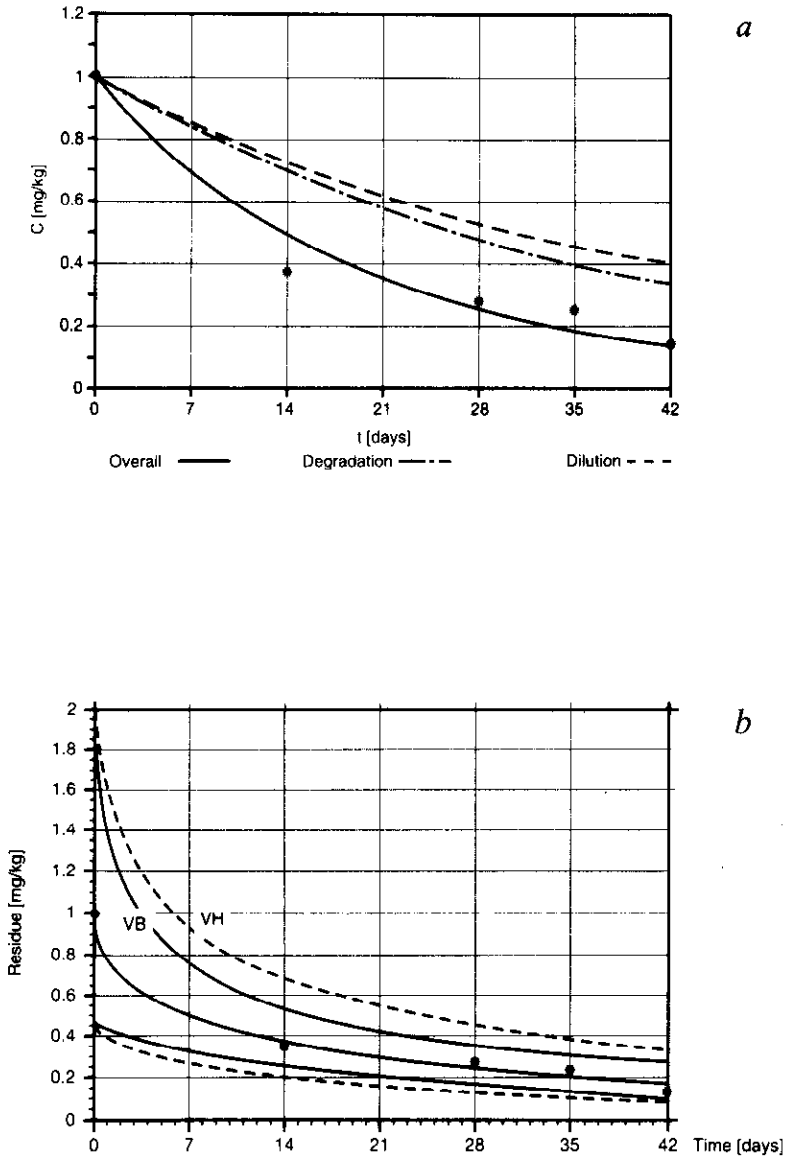 a
1.2
1
0.8
0.6
0.4
0.2
0
C [mg/kg]
0 7 14 21 28 35 42
t [days]
Overall Degradation Dilution
b
2
1.8
1.6
1.4
1.2
1
0.8
0.6
0.4
0.2
0
Residue [mg/kg]
VB VH
0 7 14 21 28 35 42 Time [days]